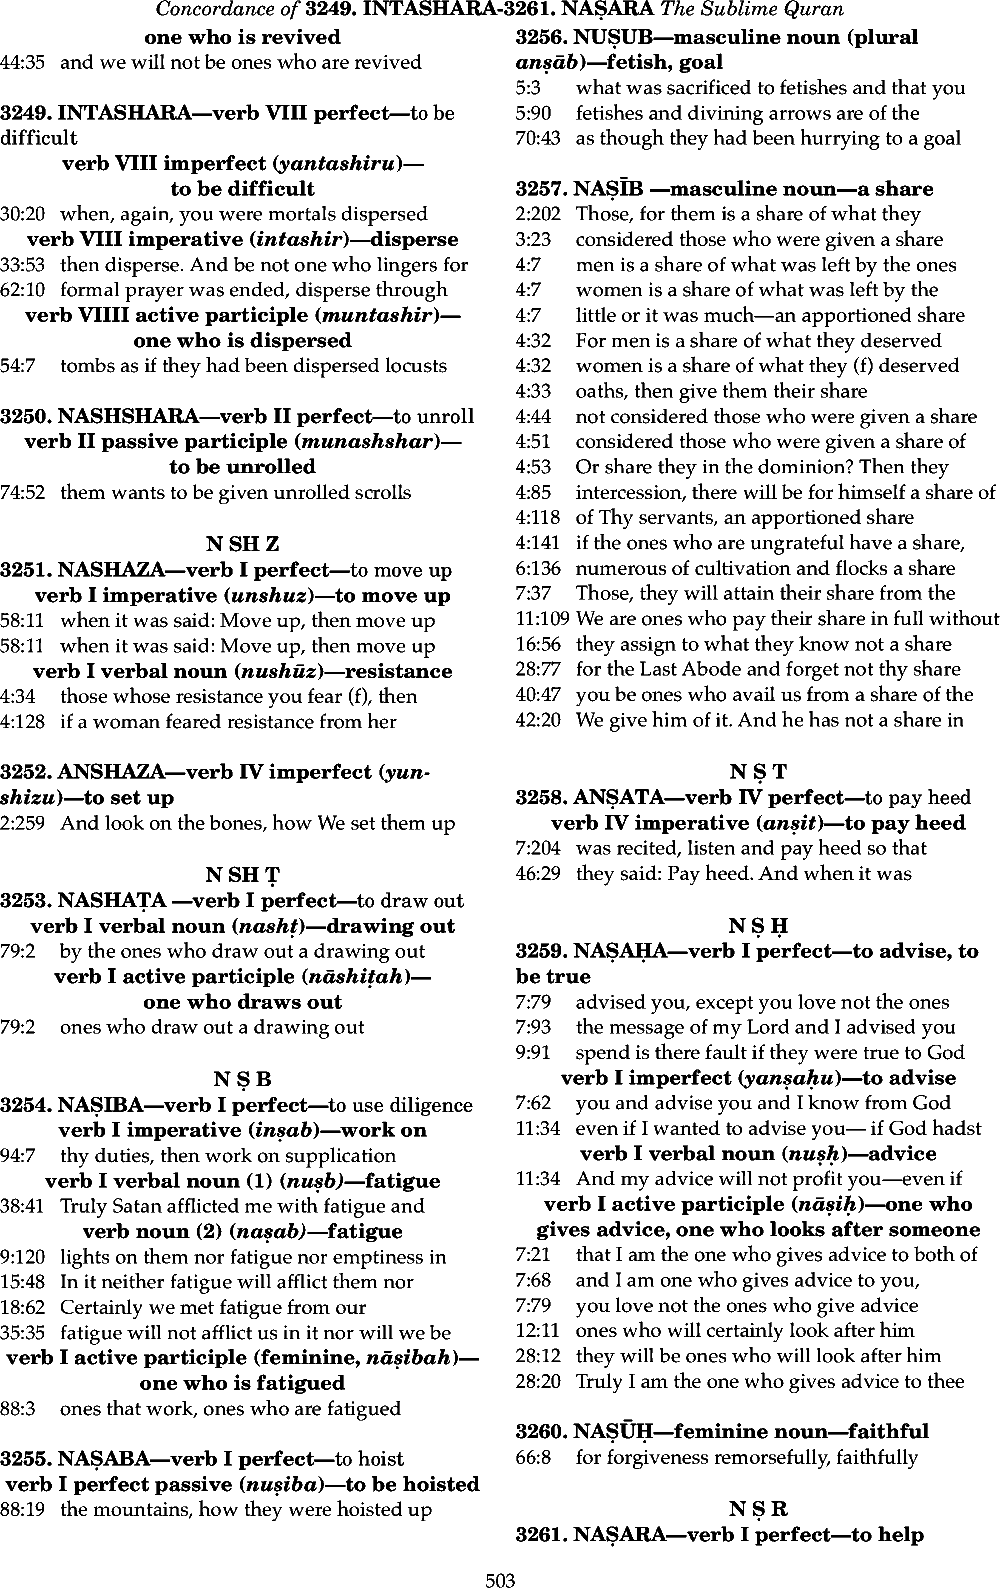 Concordance of 3249. INTASHARA-3261. NAṢARA The Sublime Quran
one who is revived
44:35 and we will not be ones who are revived
3249. INTASHARA—verb VIII perfect—to be
difficult
verb VIII imperfect (yantashiru)—
to be difficult
30:20 when, again, you were mortals dispersed
verb VIII imperative (intashir)—disperse
33:53 then disperse. And be not one who lingers for
62:10 formal prayer was ended, disperse through
verb VIIII active participle (muntashir)—
one who is dispersed
54:7 tombs as if they had been dispersed locusts
3250. NASHSHARA—verb II perfect—to unroll
verb II passive participle (munashshar)—
to be unrolled
74:52 them wants to be given unrolled scrolls
N SH Z
3251. NASHAZA—verb I perfect—to move up
verb I imperative (unshuz)—to move up
58:11 when it was said: Move up, then move up
58:11 when it was said: Move up, then move up
verb I verbal noun (nushūz)—resistance
4:34 those whose resistance you fear (f), then
4:128 if a woman feared resistance from her
3252. ANSHAZA—verb IV imperfect (yun-
shizu)—to set up
2:259 And look on the bones, how We set them up
N SH Ṭ
3253. NASHAṬA —verb I perfect—to draw out
verb I verbal noun (nashṭ)—drawing out
79:2 by the ones who draw out a drawing out
verb I active participle (nāshiṭah)—
one who draws out
79:2 ones who draw out a drawing out
N Ṣ B
3254. NAṢIBA—verb I perfect—to use diligence
verb I imperative (inṣab)—work on
94:7 thy duties, then work on supplication
verb I verbal noun (1) (nuṣb)—fatigue
38:41 Truly Satan afflicted me with fatigue and
verb noun (2) (naṣab)—fatigue
9:120 lights on them nor fatigue nor emptiness in
15:48 In it neither fatigue will afflict them nor
18:62 Certainly we met fatigue from our
35:35 fatigue will not afflict us in it nor will we be
verb I active participle (feminine, nāṣibah)—
one who is fatigued
88:3 ones that work, ones who are fatigued
3255. NAṢABA—verb I perfect—to hoist
verb I perfect passive (nuṣiba)—to be hoisted
88:19 the mountains, how they were hoisted up
3256. NUṢUB—masculine noun (plural
anṣāb)—fetish, goal
5:3 what was sacrificed to fetishes and that you
5:90 fetishes and divining arrows are of the
70:43 as though they had been hurrying to a goal
3257. NAṢĪB —masculine noun—a share
2:202 Those, for them is a share of what they
3:23 considered those who were given a share
4:7 men is a share of what was left by the ones
4:7 women is a share of what was left by the
4:7 little or it was much—an apportioned share
4:32 For men is a share of what they deserved
4:32 women is a share of what they (f) deserved
4:33 oaths, then give them their share
4:44 not considered those who were given a share
4:51 considered those who were given a share of
4:53 Or share they in the dominion? Then they
4:85 intercession, there will be for himself a share of
4:118 of Thy servants, an apportioned share
4:141 if the ones who are ungrateful have a share,
6:136 numerous of cultivation and flocks a share
7:37 Those, they will attain their share from the
11:109 We are ones who pay their share in full without
16:56 they assign to what they know not a share
28:77 for the Last Abode and forget not thy share
40:47 you be ones who avail us from a share of the
42:20 We give him of it. And he has not a share in
N Ṣ T
3258. ANṢATA—verb IV perfect—to pay heed
verb IV imperative (anṣit)—to pay heed
7:204 was recited, listen and pay heed so that
46:29 they said: Pay heed. And when it was
N Ṣ Ḥ
3259. NAṢAḤA—verb I perfect—to advise, to
be true
7:79 advised you, except you love not the ones
7:93 the message of my Lord and I advised you
9:91 spend is there fault if they were true to God
verb I imperfect (yanṣaḥu)—to advise
7:62 you and advise you and I know from God
11:34 even if I wanted to advise you— if God hadst
verb I verbal noun (nuṣḥ)—advice
11:34 And my advice will not profit you—even if
verb I active participle (nāṣiḥ)—one who
gives advice, one who looks after someone
7:21 that I am the one who gives advice to both of
7:68 and I am one who gives advice to you,
7:79 you love not the ones who give advice
12:11 ones who will certainly look after him
28:12 they will be ones who will look after him
28:20 Truly I am the one who gives advice to thee
3260. NAṢŪḤ—feminine noun—faithful
66:8 for forgiveness remorsefully, faithfully
N Ṣ R
3261. NAṢARA—verb I perfect—to help
503